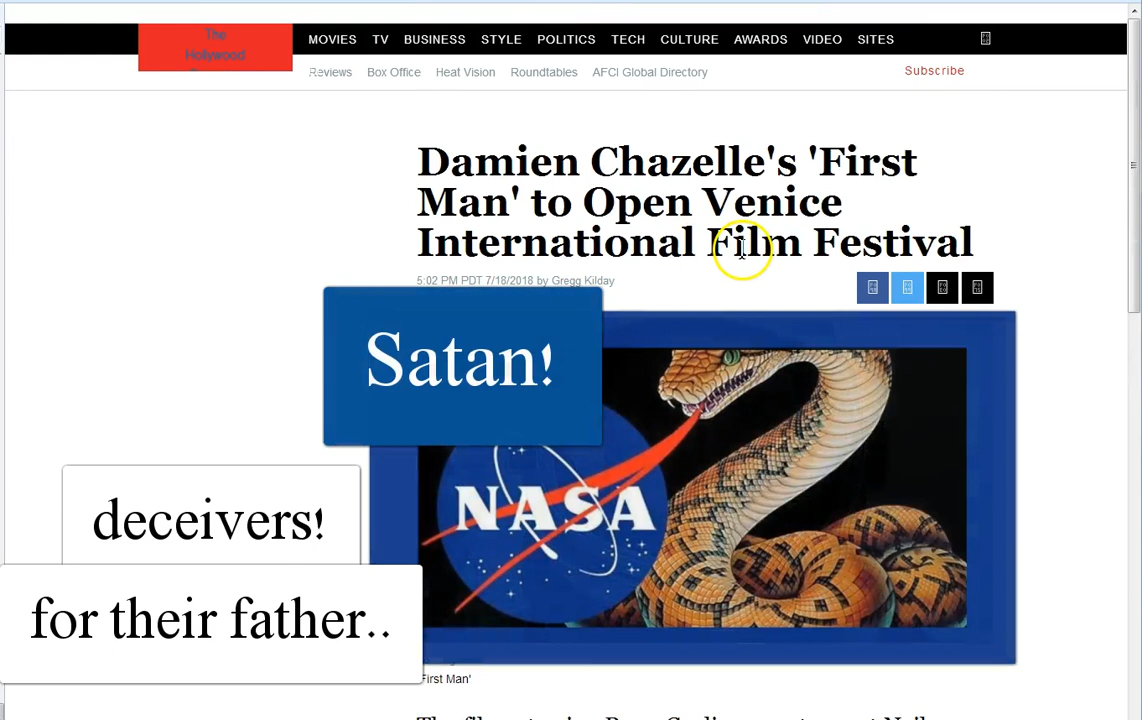 The
Hollywood
MOVIES TV BUSINESS STYLE POLITICS TECH CULTURE AWARDS VIDEO SITES
Reviews Box Office Heat Vision Roundtables AFCI Global Directory
Subscribe
Damien Chazelle's 'First
Man' to Open Venice
International Film Festival
5:02 PM PDT 7/18/2018 by Gregg Kilday
Satan!
NASA
deceivers!
for their father..
'First Man'